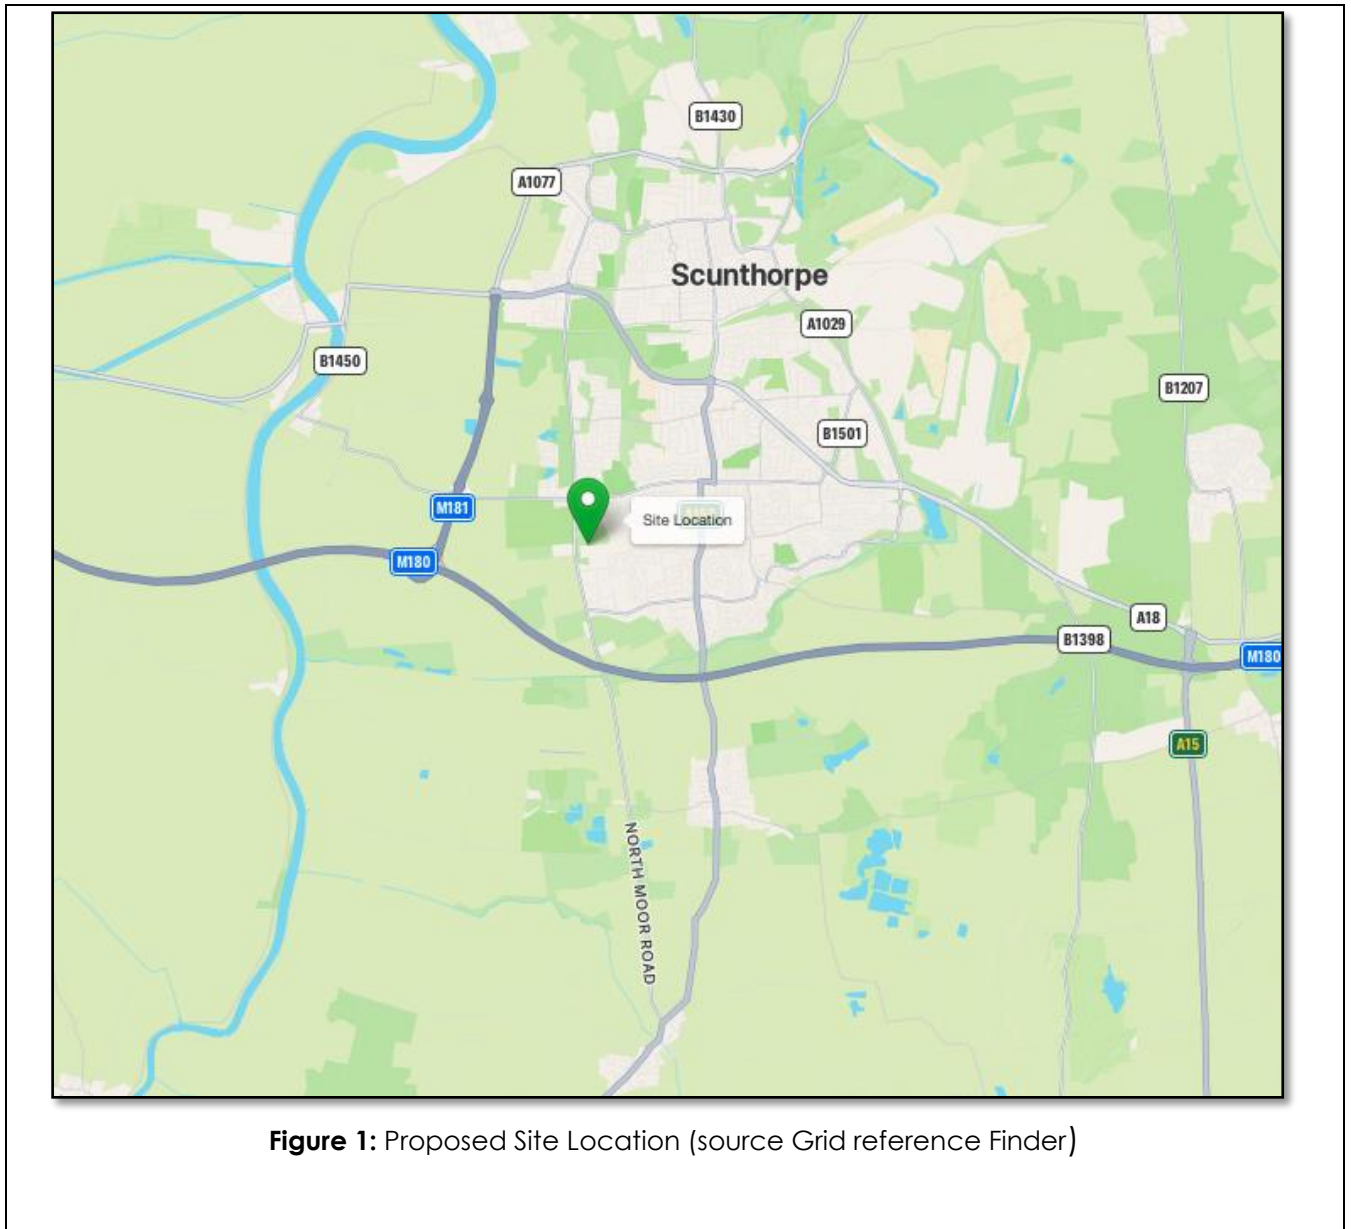 B1430
A1077
Scunthorpe
A1029
B1450
B1207
B1501
M181
Site Location
M180
A18
B1398
M180
A15
NORTH MOOR ROAD
Figure 1: Proposed Site Location (source Grid reference Finder)